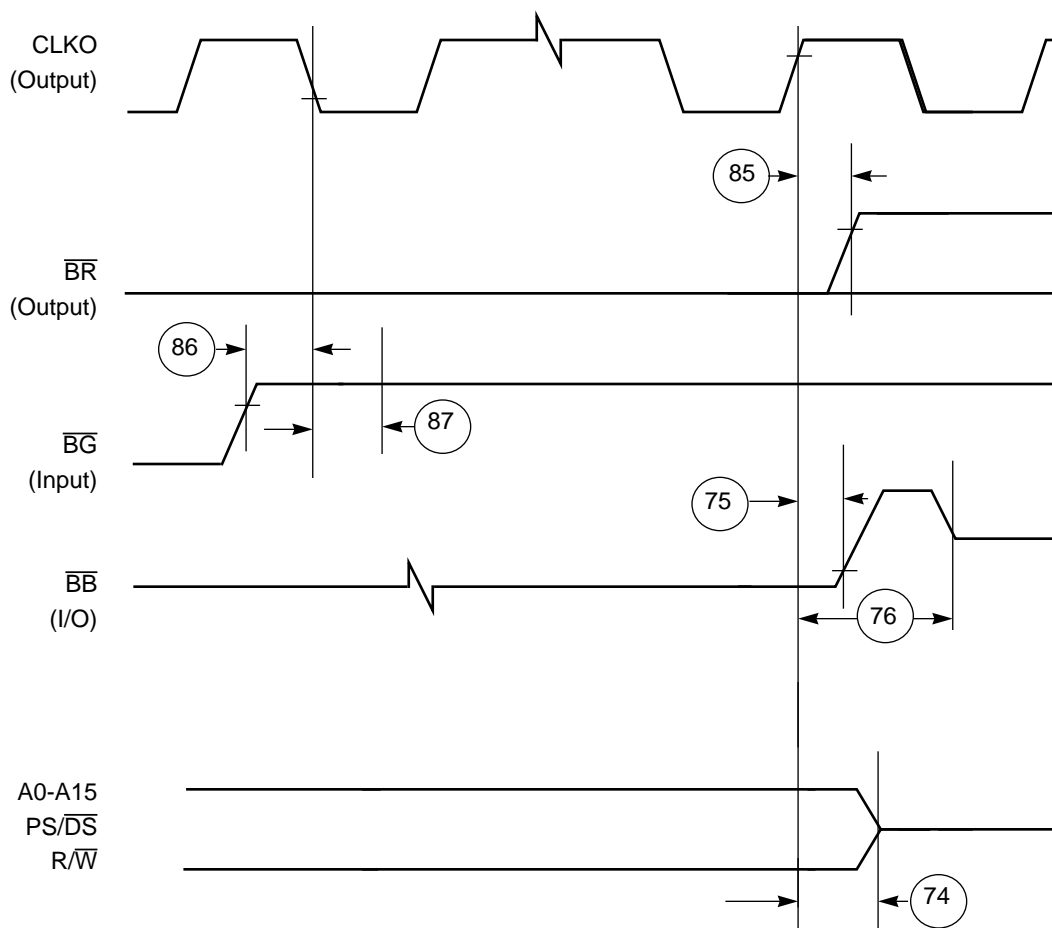 CLKO
(Output)
85
BR
(Output)
86
87
BG
(Input)
75
BB
(I/O)
76
A0-A15
PS/DS
R/W
74